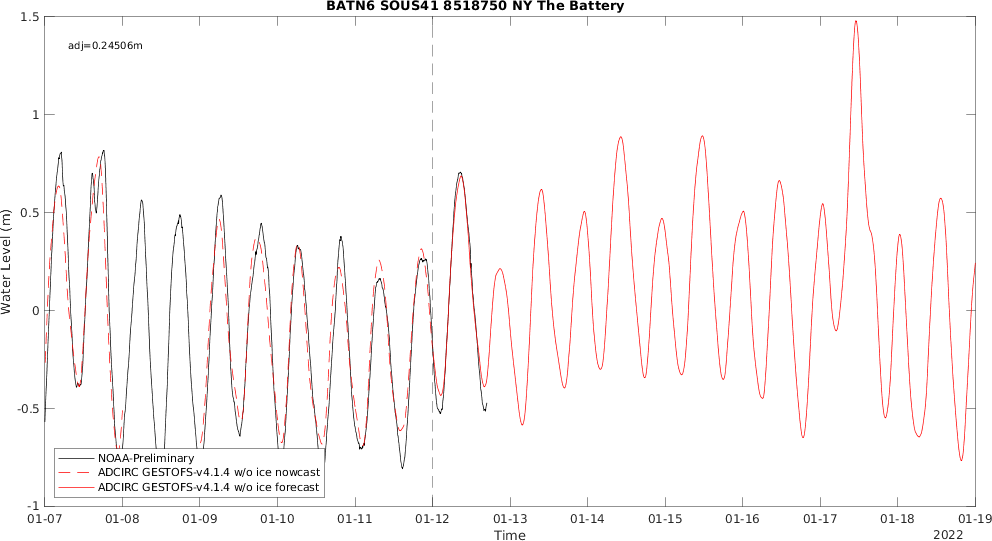 BATN6 SOUS41 8518750 NY The Battery
adj=0.24506m
1.5
1
0.5
0
-0.5
-1
Water Level (m)
NOAA-Preliminary
ADCIRC GESTOFS-v4.1.4 w/o ice nowcast
ADCIRC GESTOFS-v4.1.4 w/o ice forecast
01-07 01-08 01-09 01-10 01-11 01-12 01-13 01-14 01-15 01-16 01-17 01-18 01-19
Time
2022